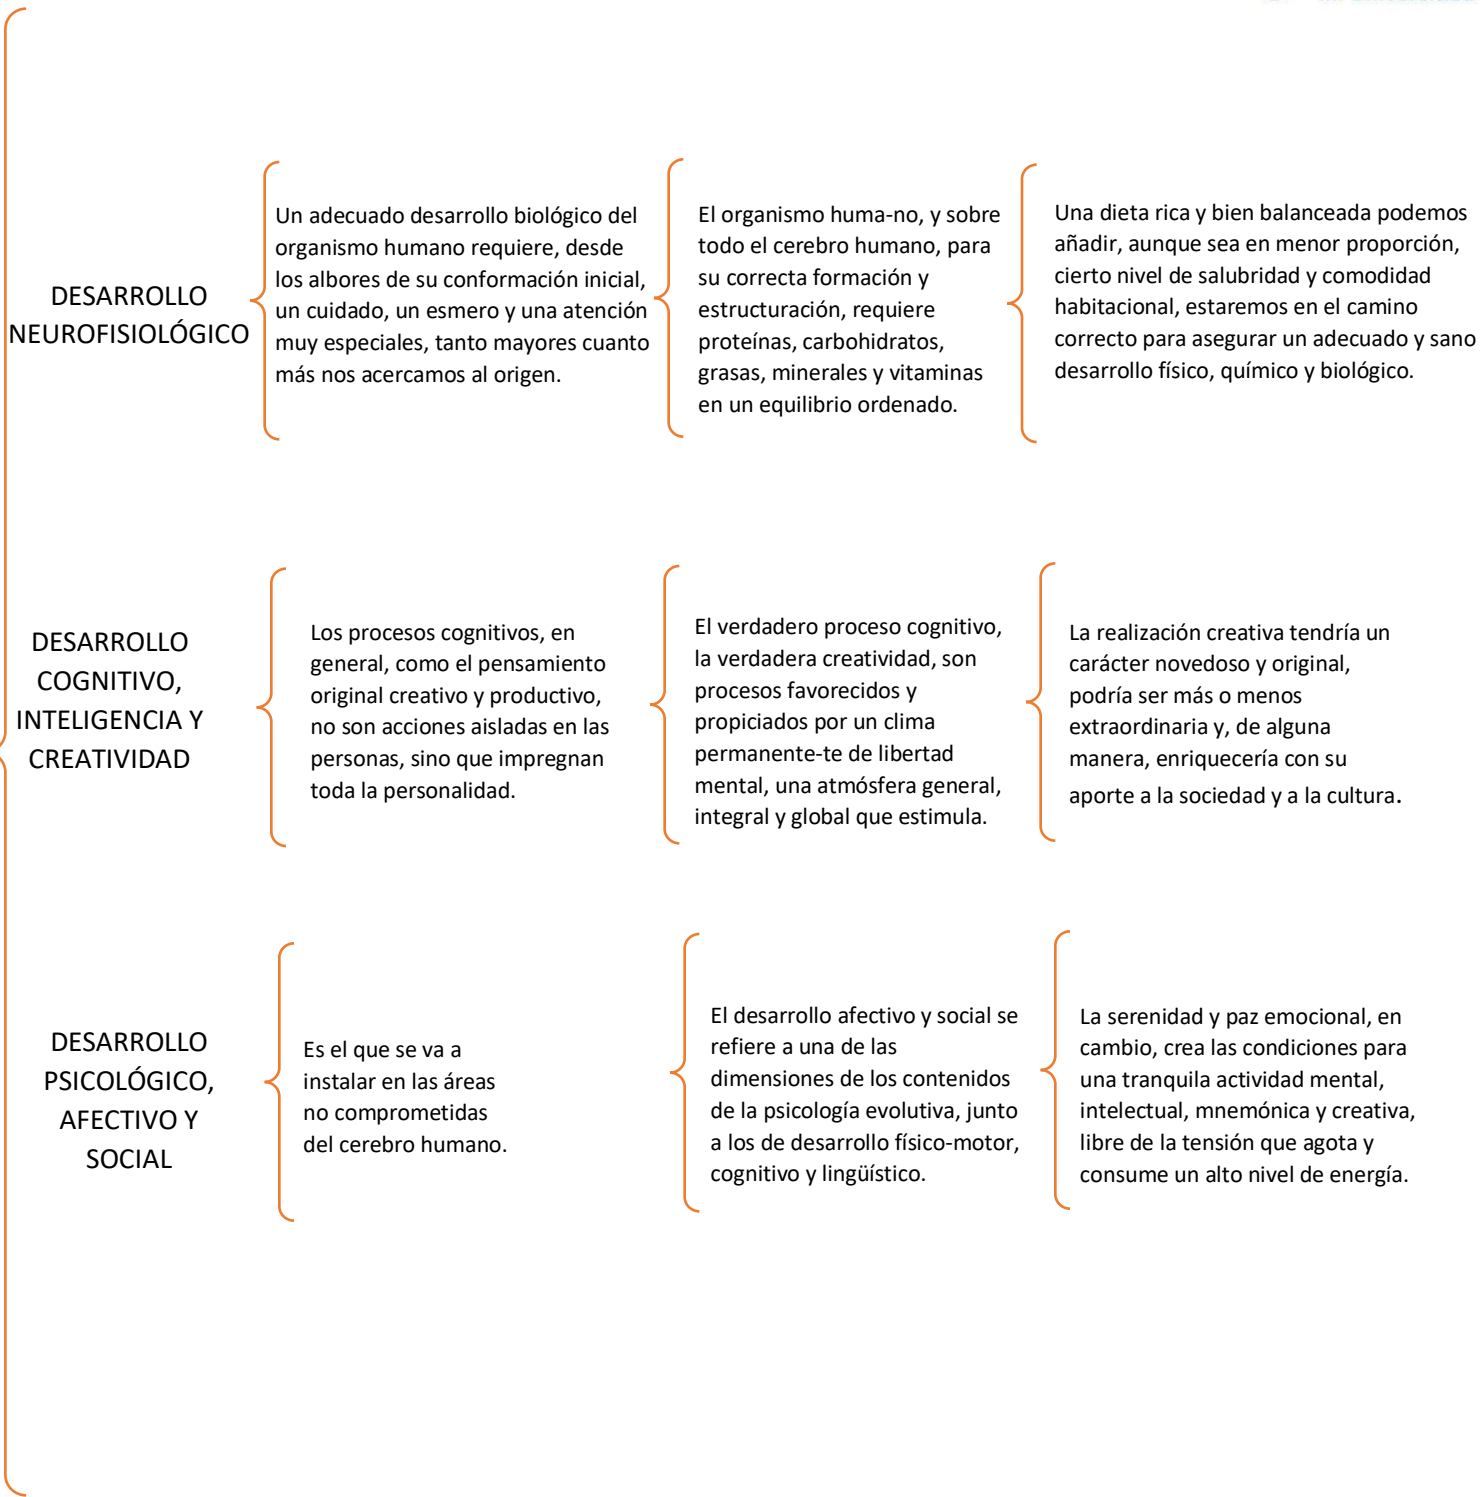 DESARROLLO
NEUROFISIOLÓGICO
Un adecuado desarrollo biológico del
organismo humano requiere, desde
los albores de su conformación inicial,
un cuidado, un esmero y una atención
muy especiales, tanto mayores cuanto
más nos acercamos al origen.
El organismo huma-no, y sobre
todo el cerebro humano, para
su correcta formación y
estructuración, requiere
proteínas, carbohidratos,
grasas, minerales y vitaminas
en un equilibrio ordenado.
Una dieta rica y bien balanceada podemos
añadir, aunque sea en menor proporción,
cierto nivel de salubridad y comodidad
habitacional, estaremos en el camino
correcto para asegurar un adecuado y sano
desarrollo físico, químico y biológico.
DESARROLLO
COGNITIVO,
INTELIGENCIA Y
CREATIVIDAD
Los procesos cognitivos, en
general, como el pensamiento
original creativo y productivo,
no son acciones aisladas en las
personas, sino que impregnan
toda la personalidad.
El verdadero proceso cognitivo,
la verdadera creatividad, son
procesos favorecidos y
propiciados por un clima
permanente-te de libertad
mental, una atmósfera general,
integral y global que estimula.
La realización creativa tendría un
carácter novedoso y original,
podría ser más o menos
extraordinaria y, de alguna
manera, enriquecería con su
aporte a la sociedad y a la cultura.
DESARROLLO
PSICOLÓGICO,
AFECTIVO Y
SOCIAL
Es el que se va a
instalar en las áreas
no comprometidas
del cerebro humano.
El desarrollo afectivo y social se
refiere a una de las
dimensiones de los contenidos
de la psicología evolutiva, junto
a los de desarrollo físico-motor,
cognitivo y lingüístico.
La serenidad y paz emocional, en
cambio, crea las condiciones para
una tranquila actividad mental,
intelectual, mnemónica y creativa,
libre de la tensión que agota y
consume un alto nivel de energía.